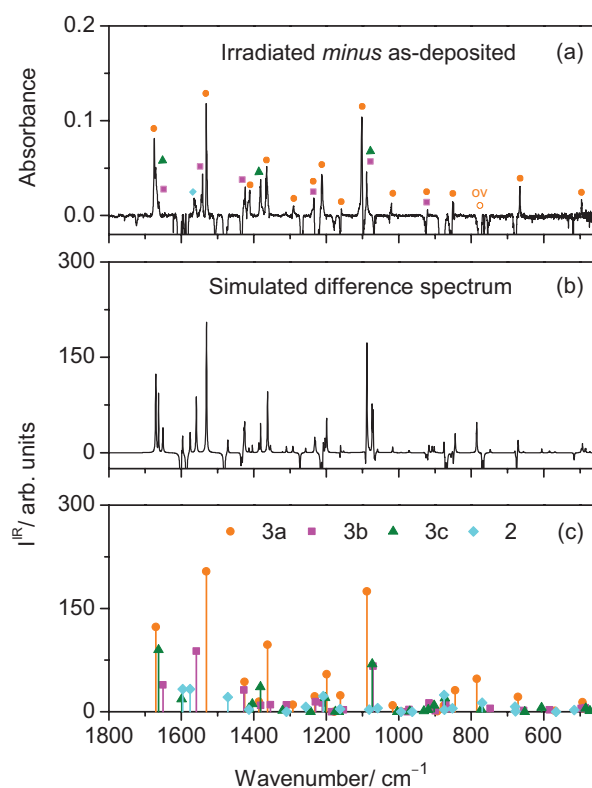 0.2
Irradiated minus as-deposited (a)
Absorbance
0.1
OV
0.0
300
Simulated difference spectrum (b)
150
0
300
3a 3b 3c 2 (c)
I^IR/ arb. units
150
0
1800 1600 1400 1200 1000 800 600
Wavenumber/ cm⁻¹